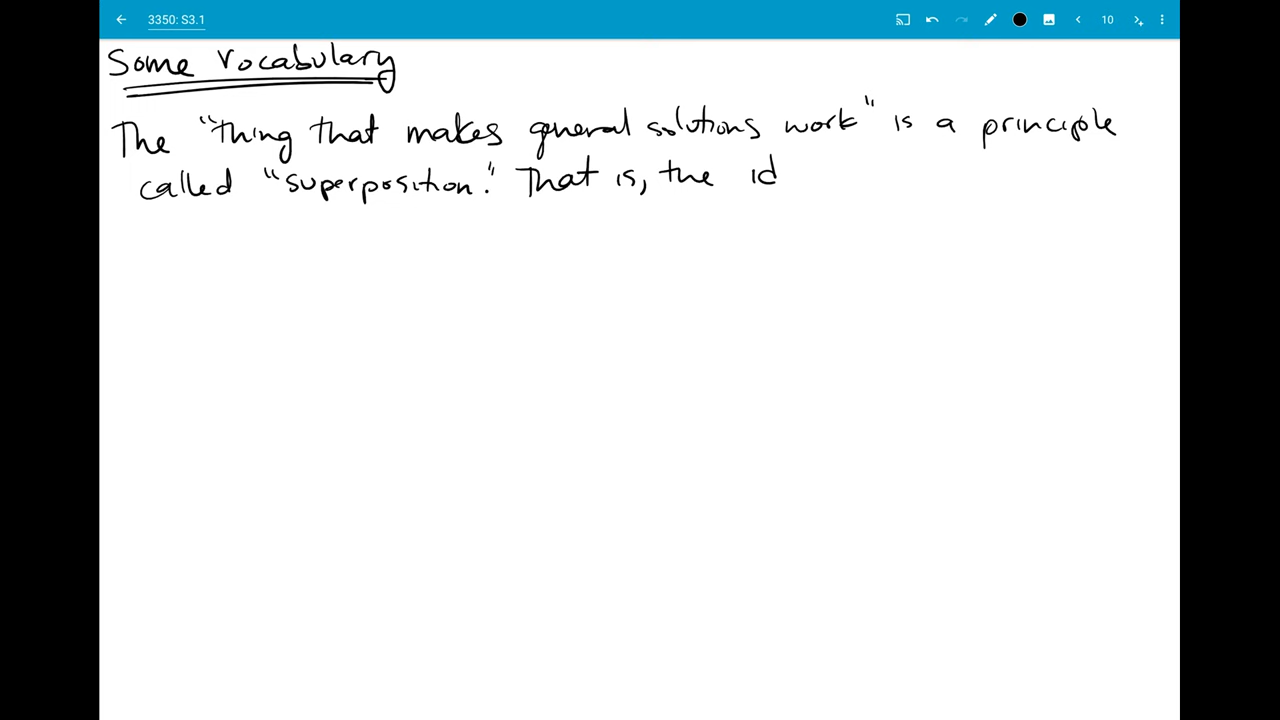 3350: S3.1
10
Some Vocabulary
The "thing that makes general solutions work" is a principle
called "superposition." That is, the id